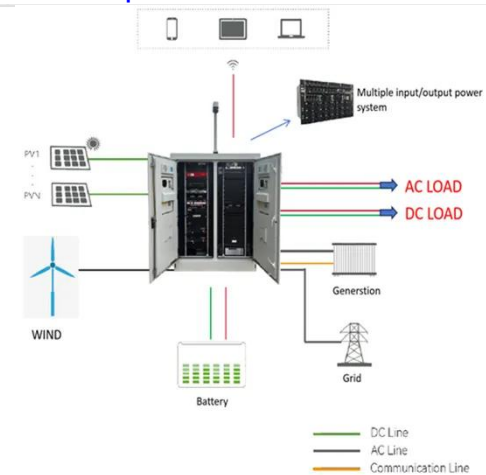 Multiple input/output power
system
PV1
PVN
AC LOAD
DC LOAD
Generstion
WIND
Grid
Battery
DC Line
AC Line
Communication Line